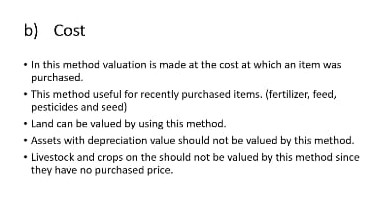 b) Cost
• In this method valuation is made at the cost at which an item was
purchased.
• This method useful for recently purchased items. (fertilizer, feed,
pesticides and seed)
• Land can be valued by using this method.
• Assets with depreciation value should not be valued by this method.
• Livestock and crops on the should not be valued by this method since
they have no purchased price.